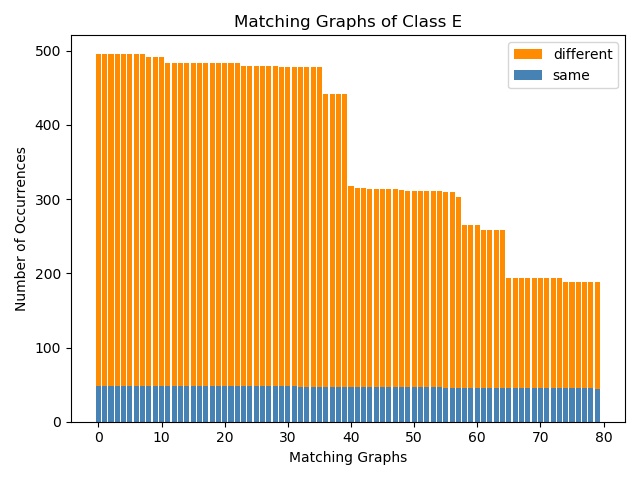 Matching Graphs of Class E
different
same
Number of Occurrences
500
400
300
200
100
0
0 10 20 30 40 50 60 70 80
Matching Graphs